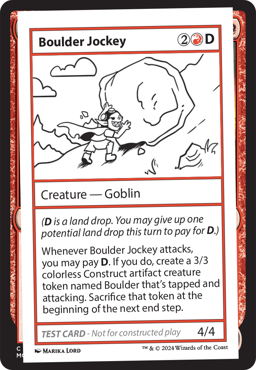 Boulder Jockey 2 D
Creature — Goblin
(D is a land drop. You may give up one
potential land drop this turn to pay for D.)
Whenever Boulder Jockey attacks,
you may pay D. If you do, create a 3/3
colorless Construct artifact creature
token named Boulder that's tapped and
attacking. Sacrifice that token at the
beginning of the next end step.
TEST CARD - Not for constructed play 4/4
MARIKA LORD ™ & © 2024 Wizards of the Coast